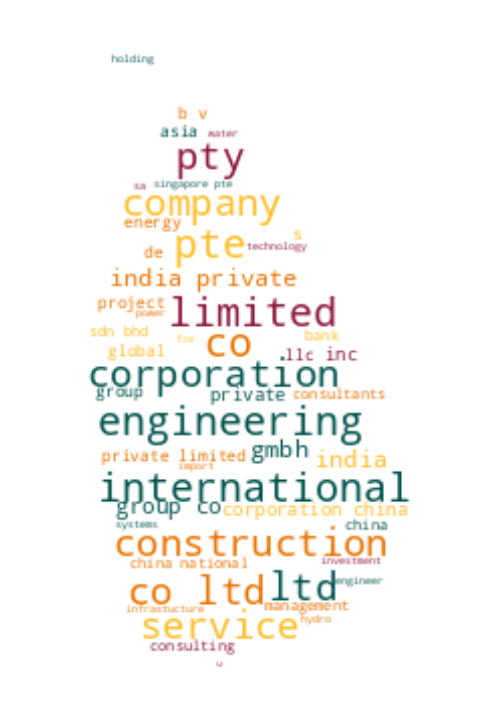 holding
b v
asia water
pty
sa singapore pte
company
energy
s
pte technology
de
india private
project
power
limited
sdn bhd
fze
bank
co
global
llc inc
corporation
group private consultants
engineering
gmbh
private limited india
import
international
group co corporation china
systems china
construction
china national investment
engineer
co ltd ltd
infrastucture management
hydro
service
consulting
u